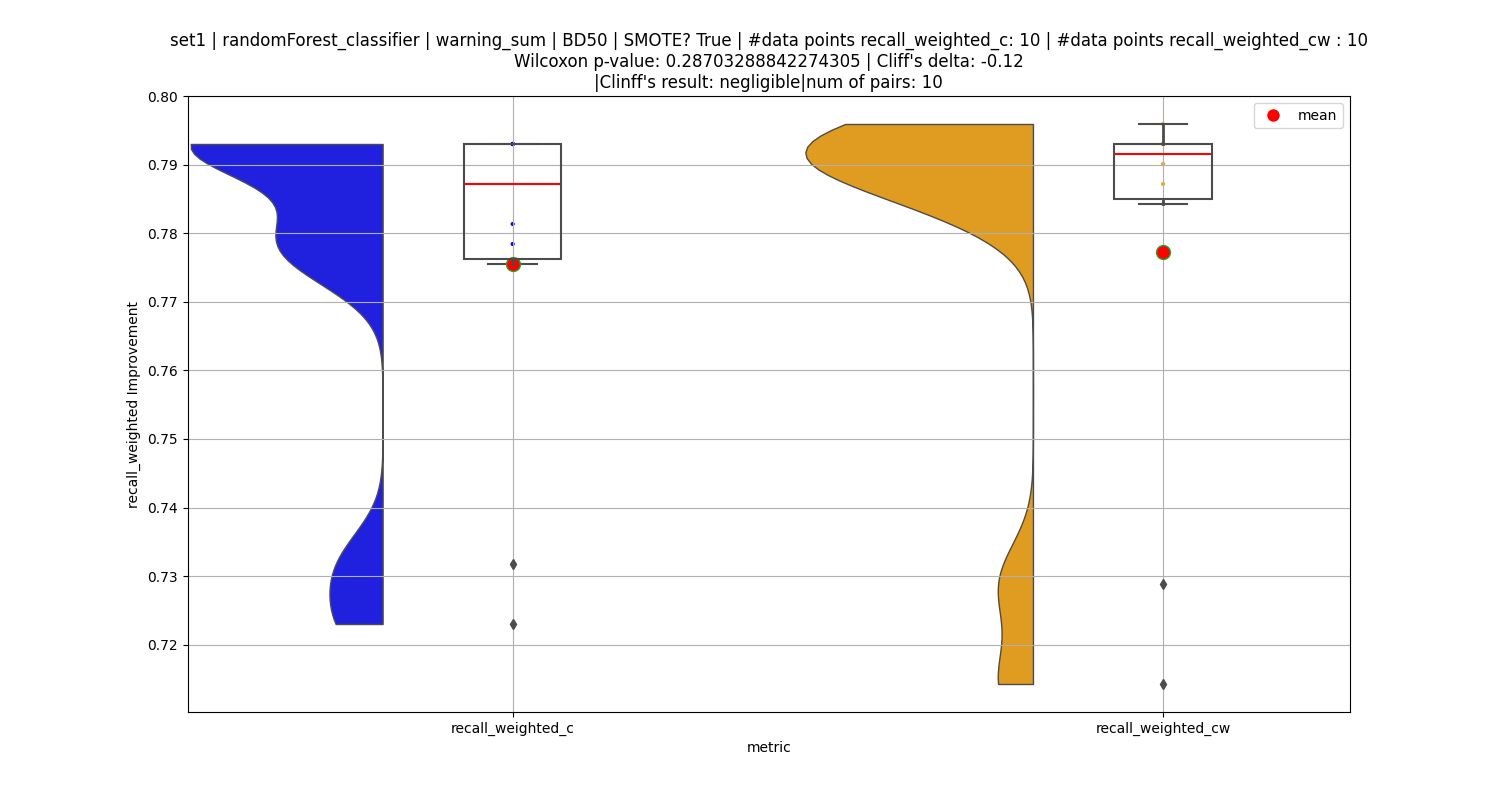 set1 | randomForest_classifier | warning_sum | BD50 | SMOTE? True | #data points recall_weighted_c: 10 | #data points recall_weighted_cw : 10
Wilcoxon p-value: 0.28703288842274305 | Cliff's delta: -0.12
|Clinff's result: negligible|num of pairs: 10
mean
0.80
0.79
0.78
0.77
0.76
0.75
0.74
0.73
0.72
recall_weighted Improvement
recall_weighted_c
recall_weighted_cw
metric